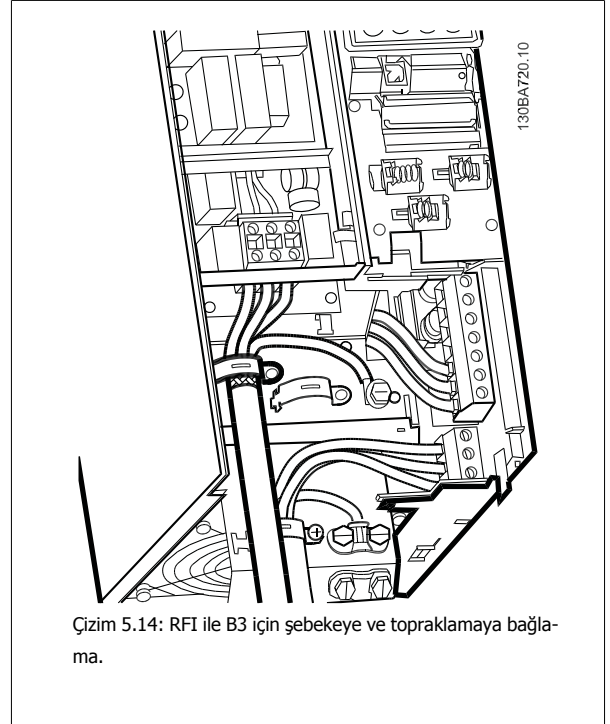 130BA720.10
Çizim 5.14: RFI ile B3 için şebekeye ve topraklamaya bağla-
ma.